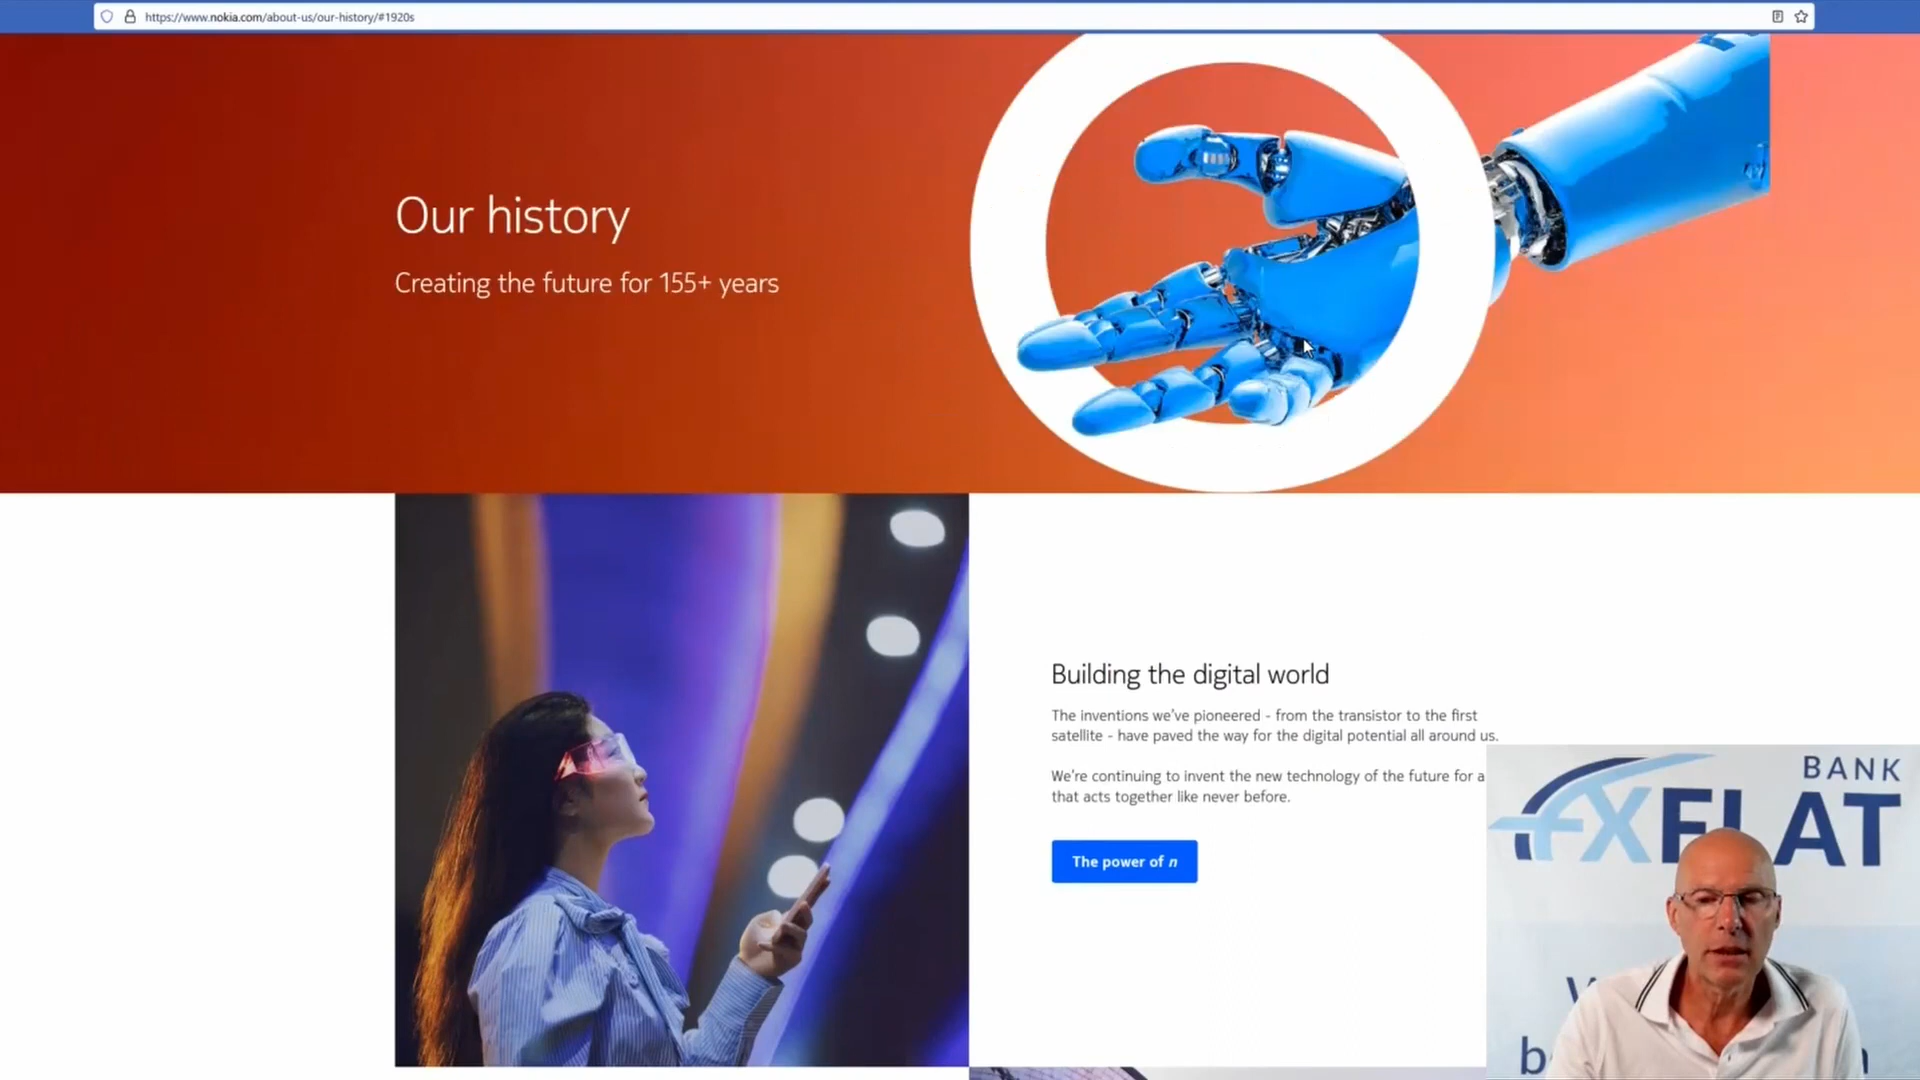 https://www.nokia.com/about-us/our-history/#1920s
Our history
Creating the future for 155+ years
Building the digital world
The inventions we've pioneered - from the transistor to the first
satellite - have paved the way for the digital potential all around us.
We're continuing to invent the new technology of the future for a
that acts together like never before.
The power of n
BANK
FXFLAT